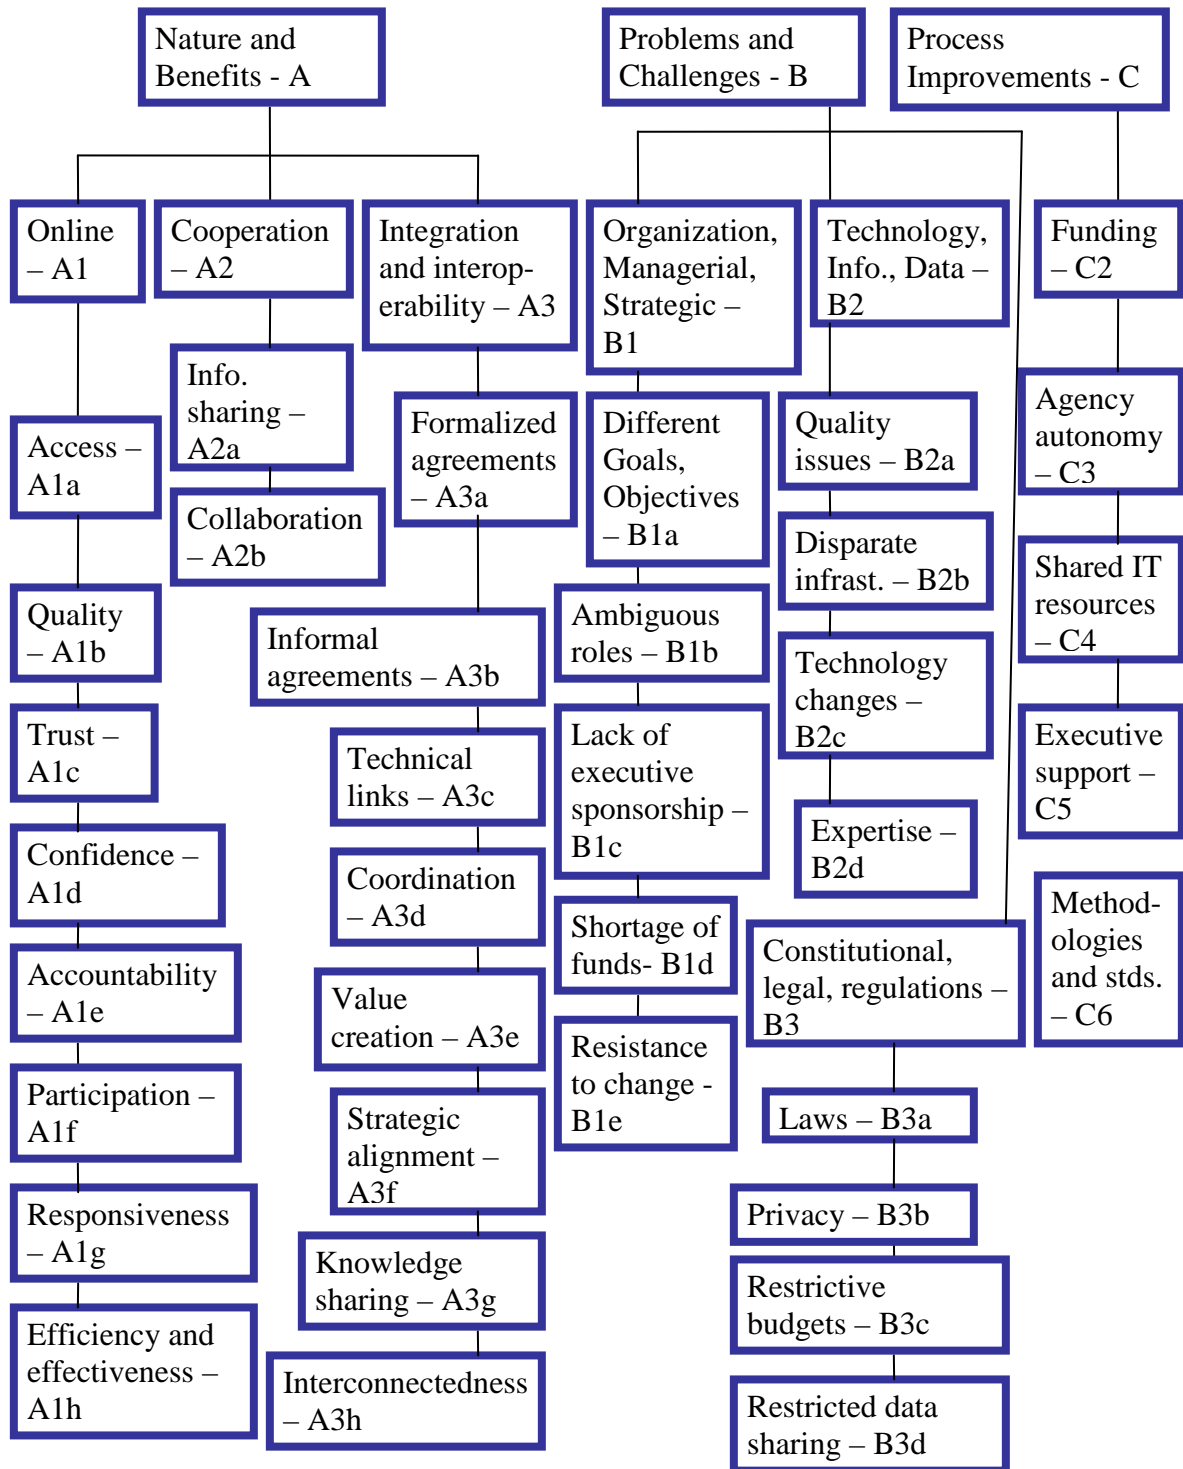 Nature and
Benefits - A
Problems and
Challenges - B
Process
Improvements - C
Online
– A1
Cooperation
– A2
Integration
and interop-
erability – A3
Organization,
Managerial,
Strategic –
B1
Technology,
Info., Data –
B2
Funding
– C2
Access –
A1a
Quality
– A1b
Trust –
A1c
Confidence –
A1d
Accountability
– A1e
Participation –
A1f
Responsiveness
– A1g
Efficiency and
effectiveness –
A1h
Info.
sharing –
A2a
Collaboration
– A2b
Formalized
agreements
– A3a
Informal
agreements – A3b
Technical
links – A3c
Coordination
– A3d
Value
creation – A3e
Strategic
alignment –
A3f
Knowledge
sharing – A3g
Interconnectedness
– A3h
Different
Goals,
Objectives
– B1a
Ambiguous
roles – B1b
Lack of
executive
sponsorship –
B1c
Shortage of
funds- B1d
Resistance
to change -
B1e
Quality
issues – B2a
Disparate
infrast. – B2b
Technology
changes –
B2c
Expertise –
B2d
Constitutional,
legal, regulations –
B3
Laws – B3a
Privacy – B3b
Restrictive
budgets – B3c
Restricted data
sharing – B3d
Agency
autonomy
– C3
Shared IT
resources
– C4
Executive
support –
C5
Method-
ologies
and stds.
– C6